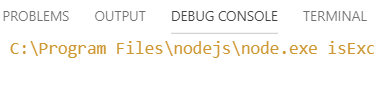 PROBLEMS OUTPUT DEBUG CONSOLE TERMINAL
C:\Program Files\nodejs\node.exe isExc